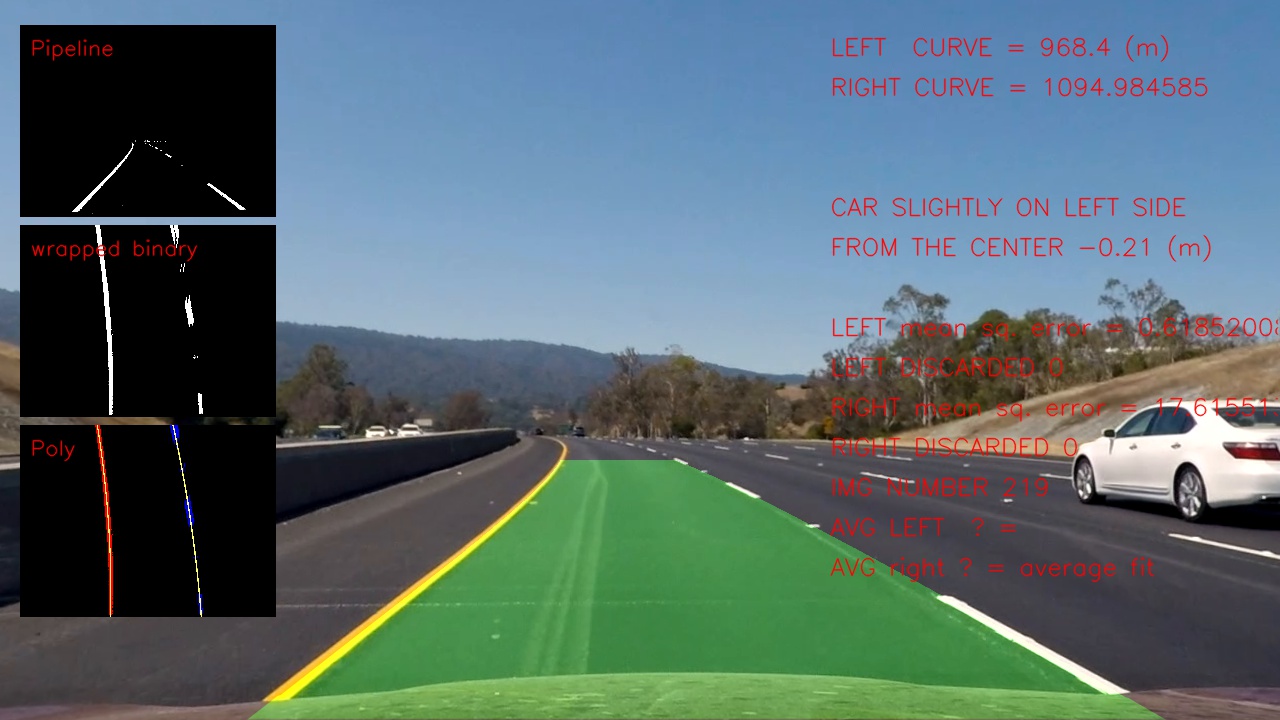 Pipeline
wrapped binary
Poly
LEFT CURVE = 968.4 (m)
RIGHT CURVE = 1094.984585
CAR SLIGHTLY ON LEFT SIDE
FROM THE CENTER -0.21 (m)
LEFT mean sq. error = 0.6185200
LEFT DISCARDED 0
RIGHT mean sq. error = 17.61551
RIGHT DISCARDED 0
IMG NUMBER 219
AVG LEFT ? =
AVG right ? = average fit